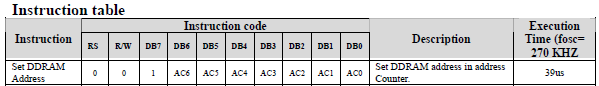 Instruction table
Instruction Instruction code Description Execution Time (fosc= 270 KHZ
RS R/W DB7 DB6 DB5 DB4 DB3 DB2 DB1 DB0
Set DDRAM Address 0 0 1 AC6 AC5 AC4 AC3 AC2 AC1 AC0 Set DDRAM address in address Counter. 39us